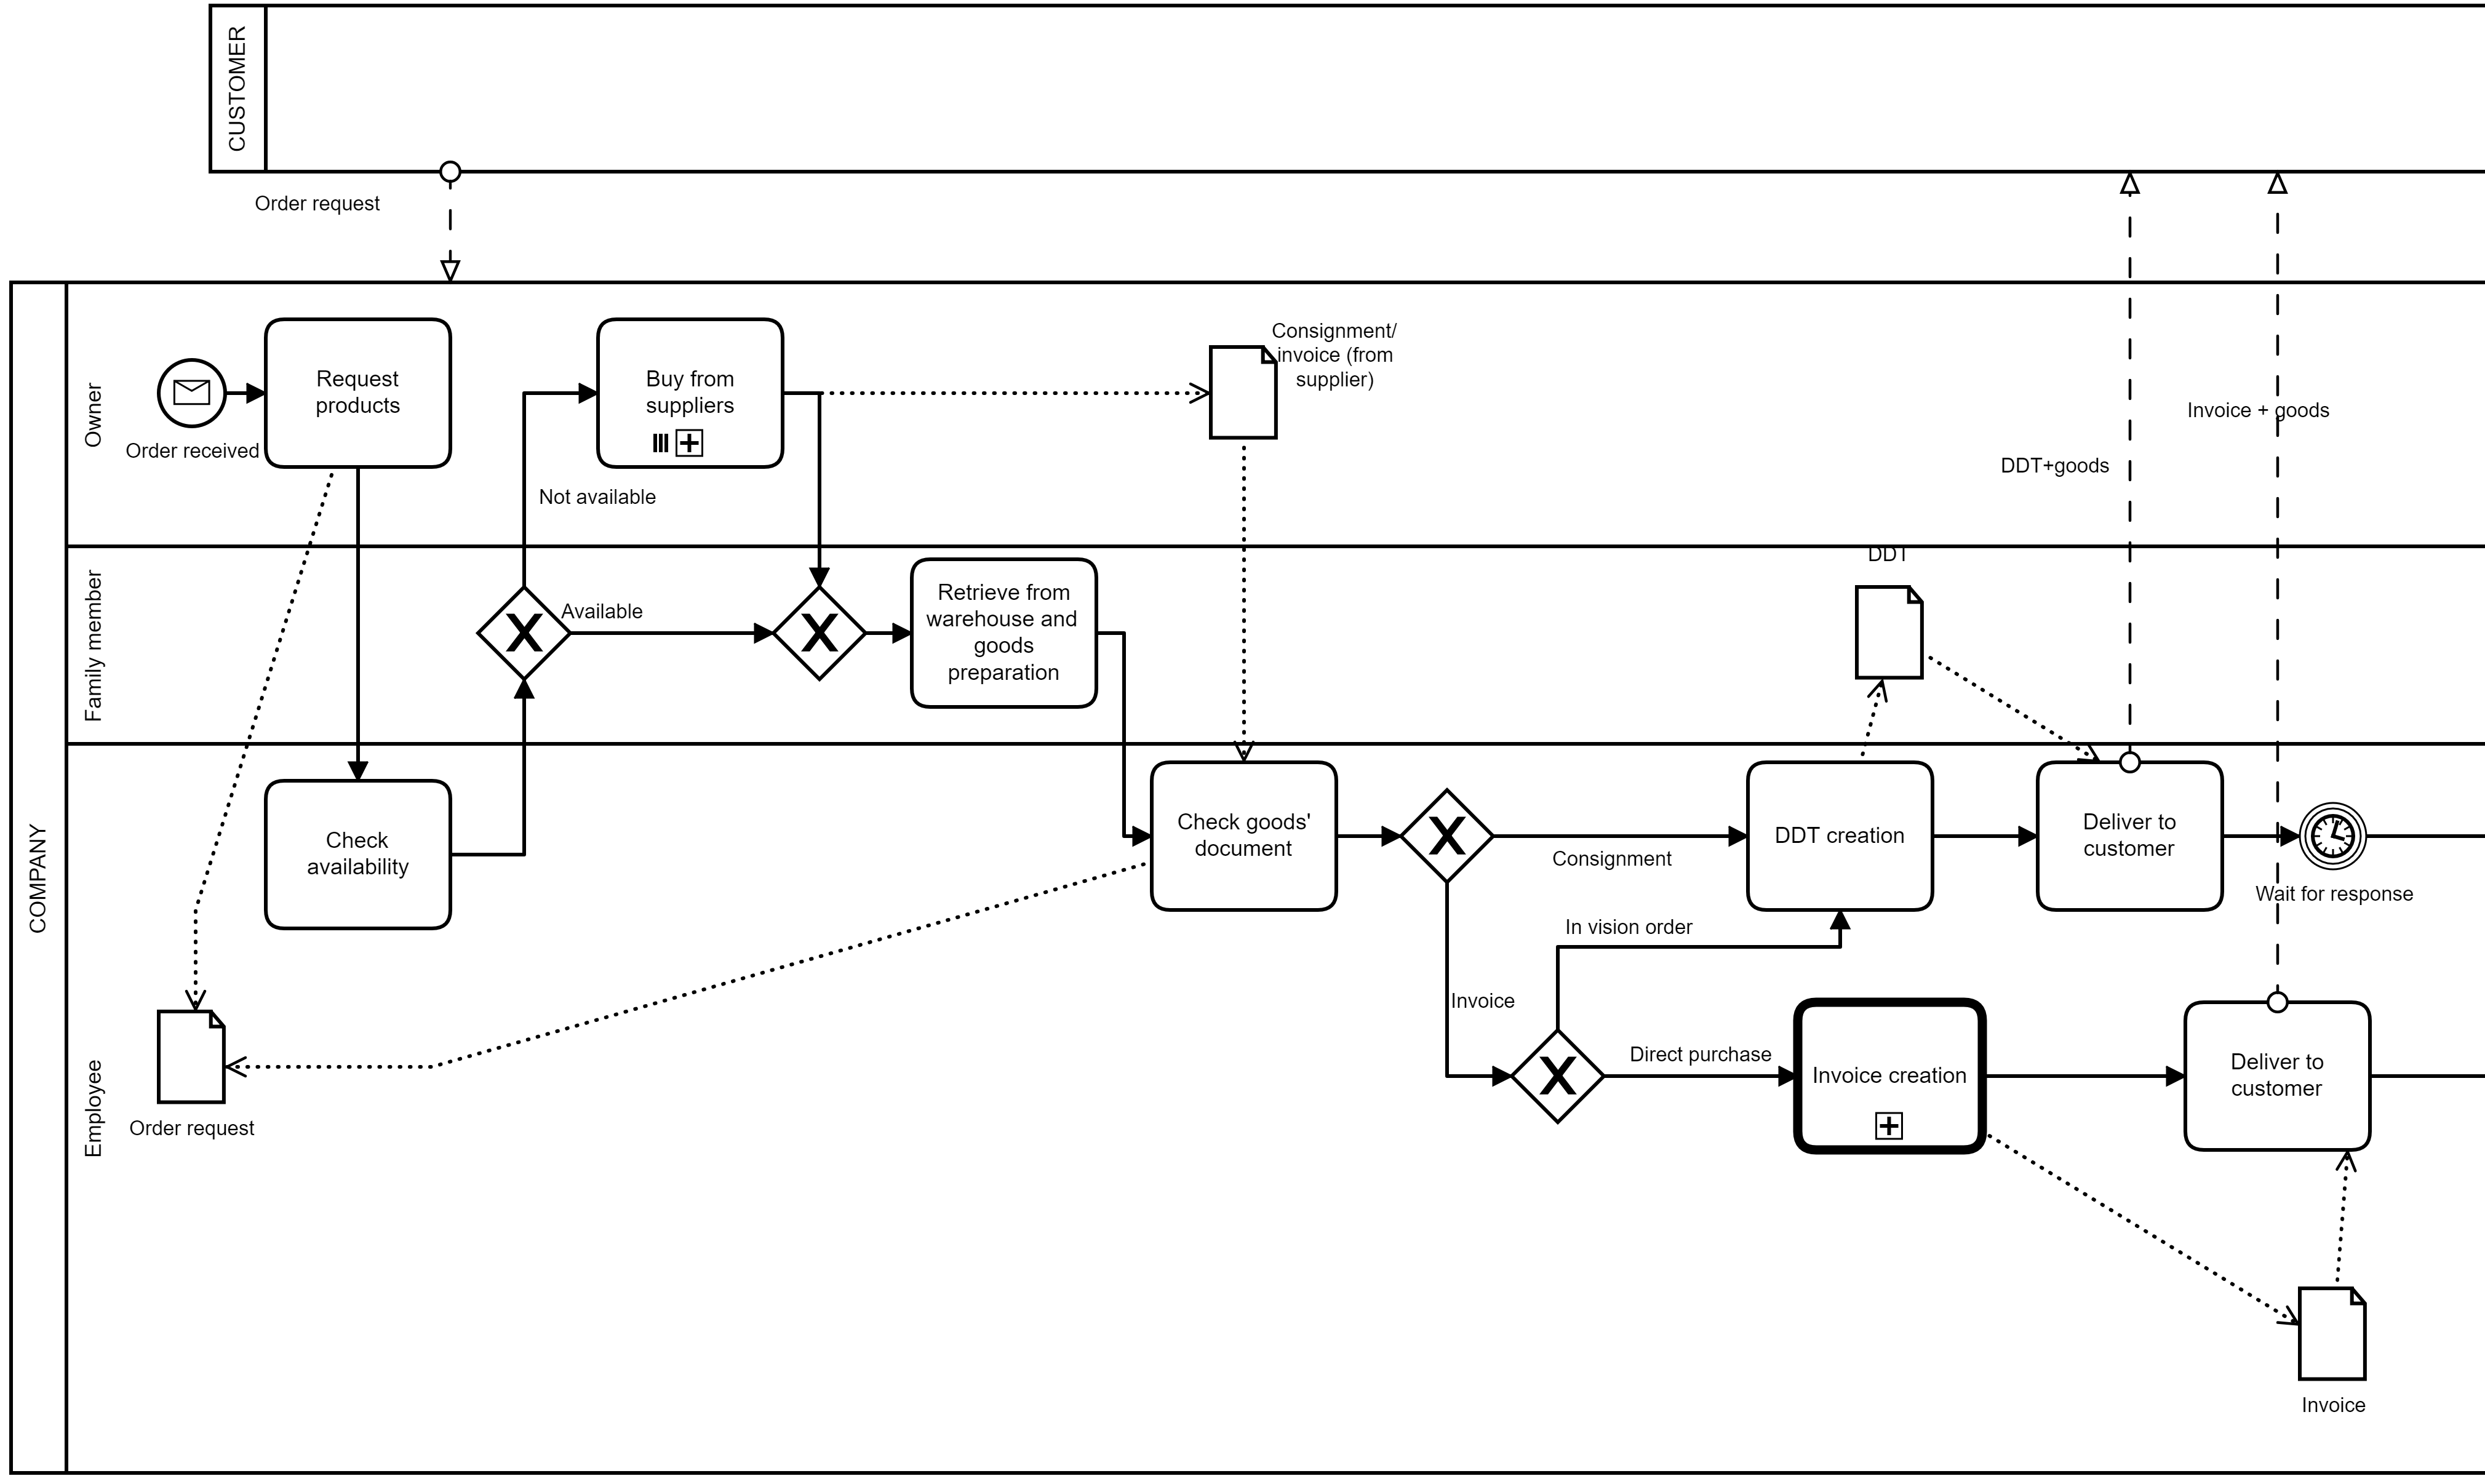 CUSTOMER
Order request
COMPANY
Owner
Order received
Request
products
Buy from
suppliers
Not available
Consignment/
invoice (from
supplier)
Invoice + goods
DDT+goods
Family member
Available
Retrieve from
warehouse and
goods
preparation
DDT
Employee
Check
availability
Check goods'
document
Consignment
DDT creation
Deliver to
customer
Wait for response
In vision order
Invoice
Direct purchase
Invoice creation
Deliver to
customer
Order request
Invoice